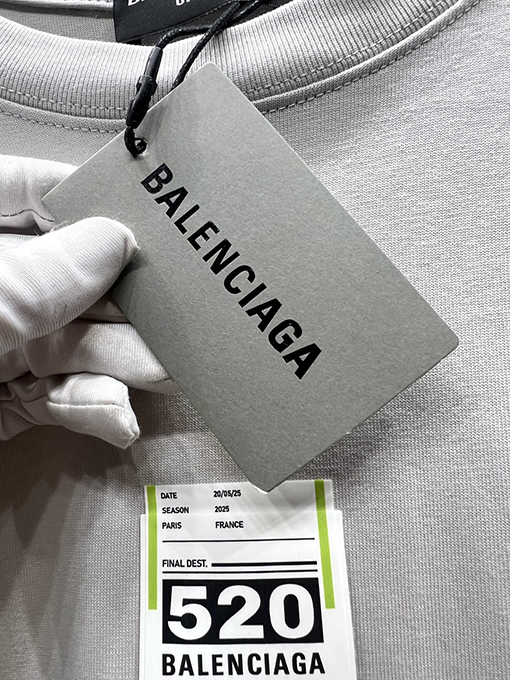 BALENCIAGA
DATE 20/05/25
SEASON 2025
PARIS FRANCE
FINAL DEST.
520
BALENCIAGA